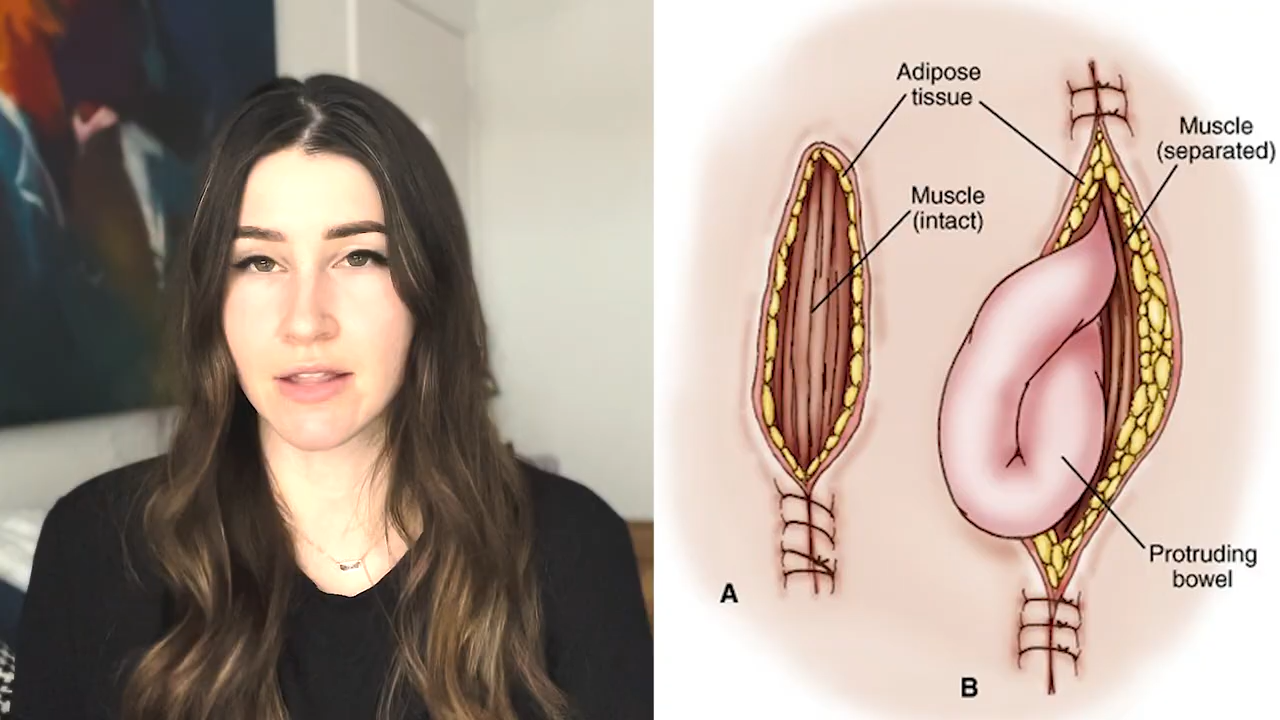 Adipose
tissue
Muscle
(separated)
Muscle
(intact)
Protruding
bowel
A
B